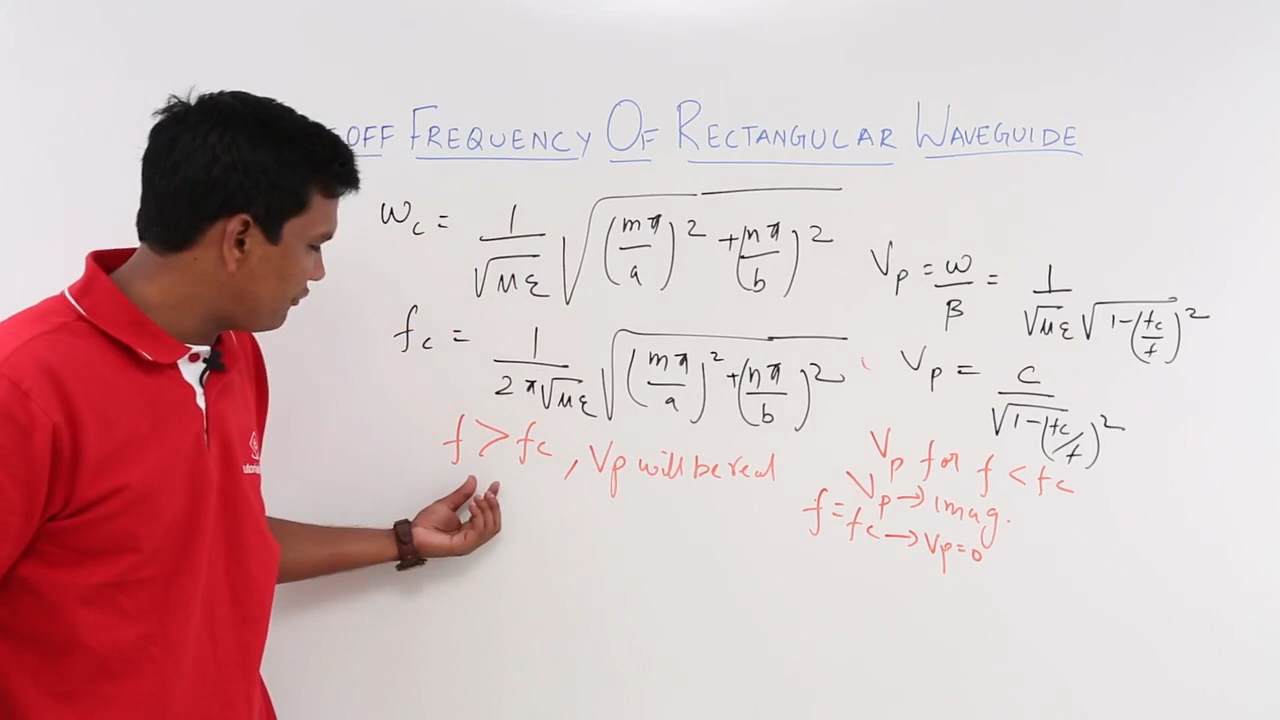 OFF FREQUENCY OF RECTANGULAR WAVEGUIDE
ω_c = 1/√με √((mπ/a)^2 + (nπ/b)^2)
f_c = 1/2π√με √((mπ/a)^2 + (nπ/b)^2)
f > fc, Vp will be real
Vp = ω/β = 1/√με √1-(fc/f)^2
Vp = c/√1-(fc/f)^2
Vp for f < fc
Vp → imag.
f = fc → Vp=0